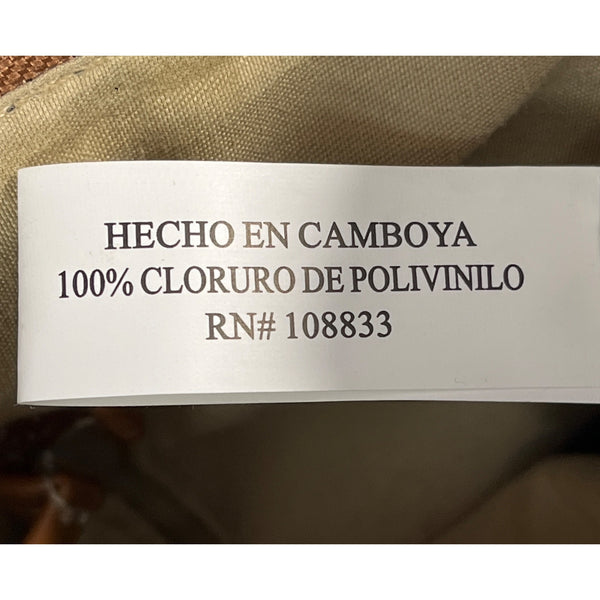 HECHO EN CAMBOYA
100% CLORURO DE POLIVINILO
RN# 108833